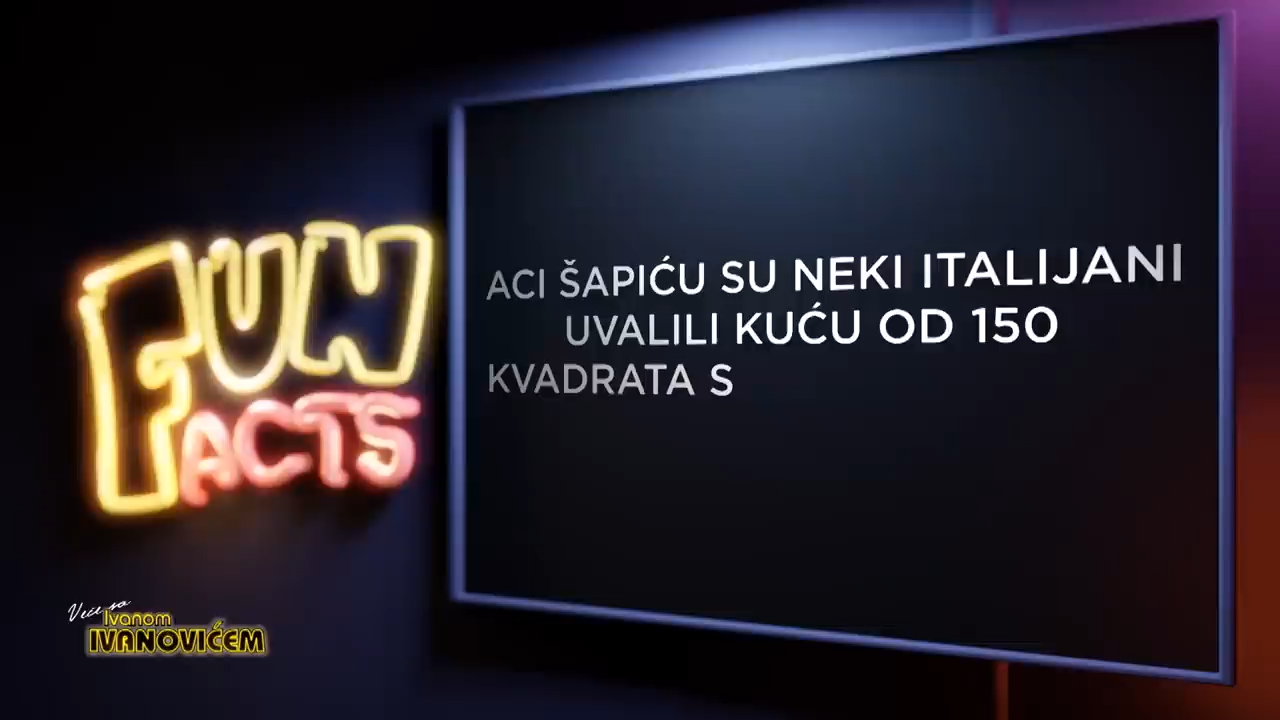 FUN
FACTS
ACI ŠAPIĆU SU NEKI ITALIJANI
UVALILI KUĆU OD 150
KVADRATA S
Veče sa
Ivanom
IVANOVIĆEM